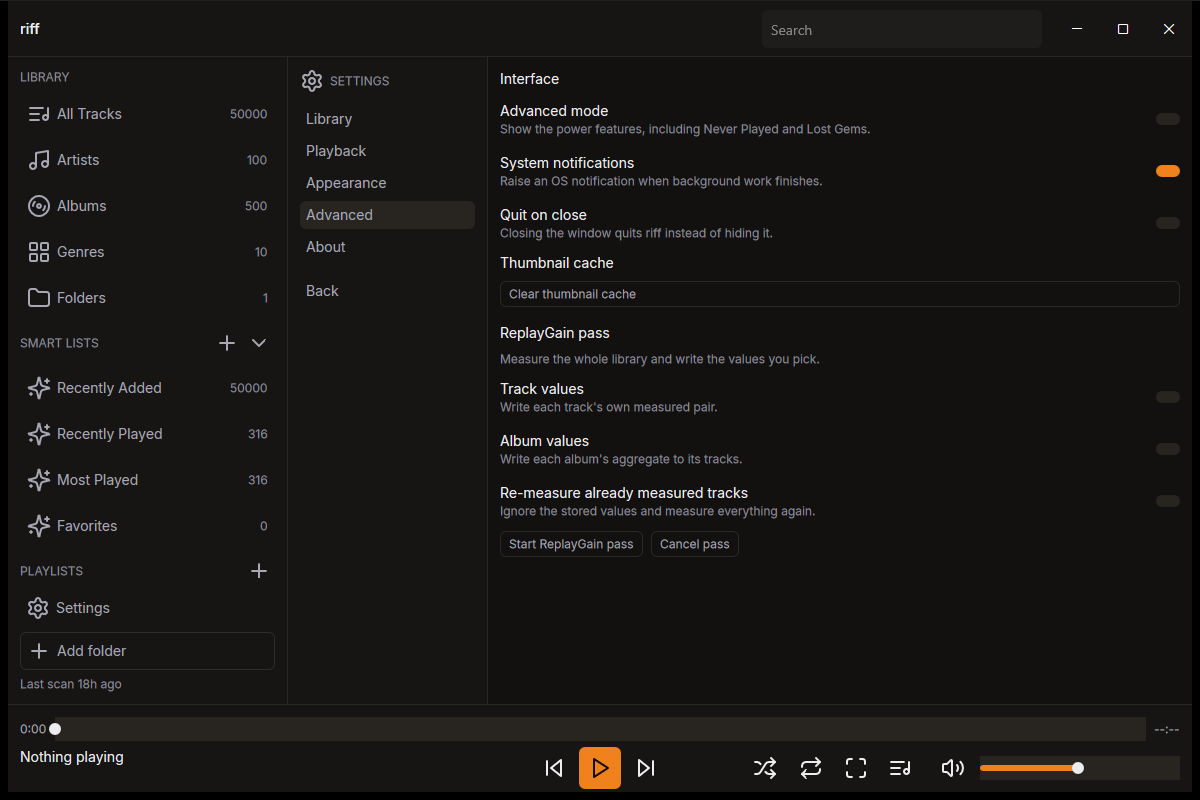 riff
Search
LIBRARY
All Tracks 50000
Artists 100
Albums 500
Genres 10
Folders 1
SMART LISTS
Recently Added 50000
Recently Played 316
Most Played 316
Favorites 0
PLAYLISTS
Settings
Add folder
Last scan 18h ago
SETTINGS
Library
Playback
Appearance
Advanced
About
Back
Interface
Advanced mode
Show the power features, including Never Played and Lost Gems.
System notifications
Raise an OS notification when background work finishes.
Quit on close
Closing the window quits riff instead of hiding it.
Thumbnail cache
Clear thumbnail cache
ReplayGain pass
Measure the whole library and write the values you pick.
Track values
Write each track's own measured pair.
Album values
Write each album's aggregate to its tracks.
Re-measure already measured tracks
Ignore the stored values and measure everything again.
Start ReplayGain pass Cancel pass
0:00 --:--
Nothing playing